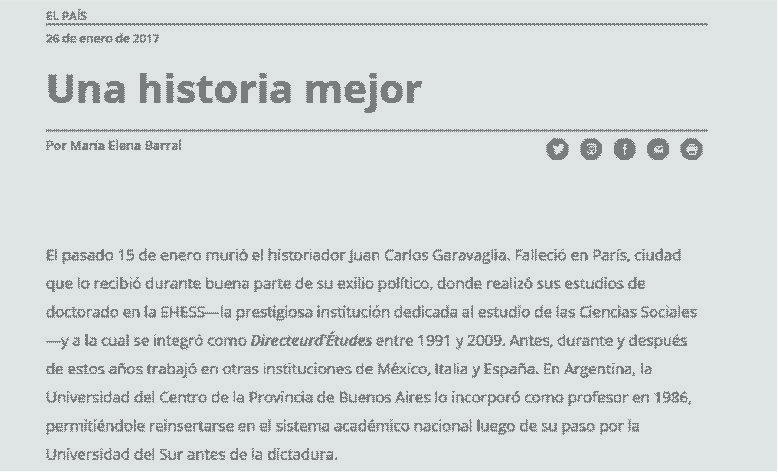 EL PAÍS
26 de enero de 2017
Una historia mejor
Por María Elena Barral
El pasado 15 de enero murió el historiador Juan Carlos Garavaglia. Falleció en París, ciudad
que lo recibió durante buena parte de su exilio político, donde realizó sus estudios de
doctorado en la EHESS—la prestigiosa institución dedicada al estudio de las Ciencias Sociales
—y a la cual se integró como Directeurd'Études entre 1991 y 2009. Antes, durante y después
de estos años trabajó en otras instituciones de México, Italia y España. En Argentina, la
Universidad del Centro de la Provincia de Buenos Aires lo incorporó como profesor en 1986,
permitiéndole reinsertarse en el sistema académico nacional luego de su paso por la
Universidad del Sur antes de la dictadura.